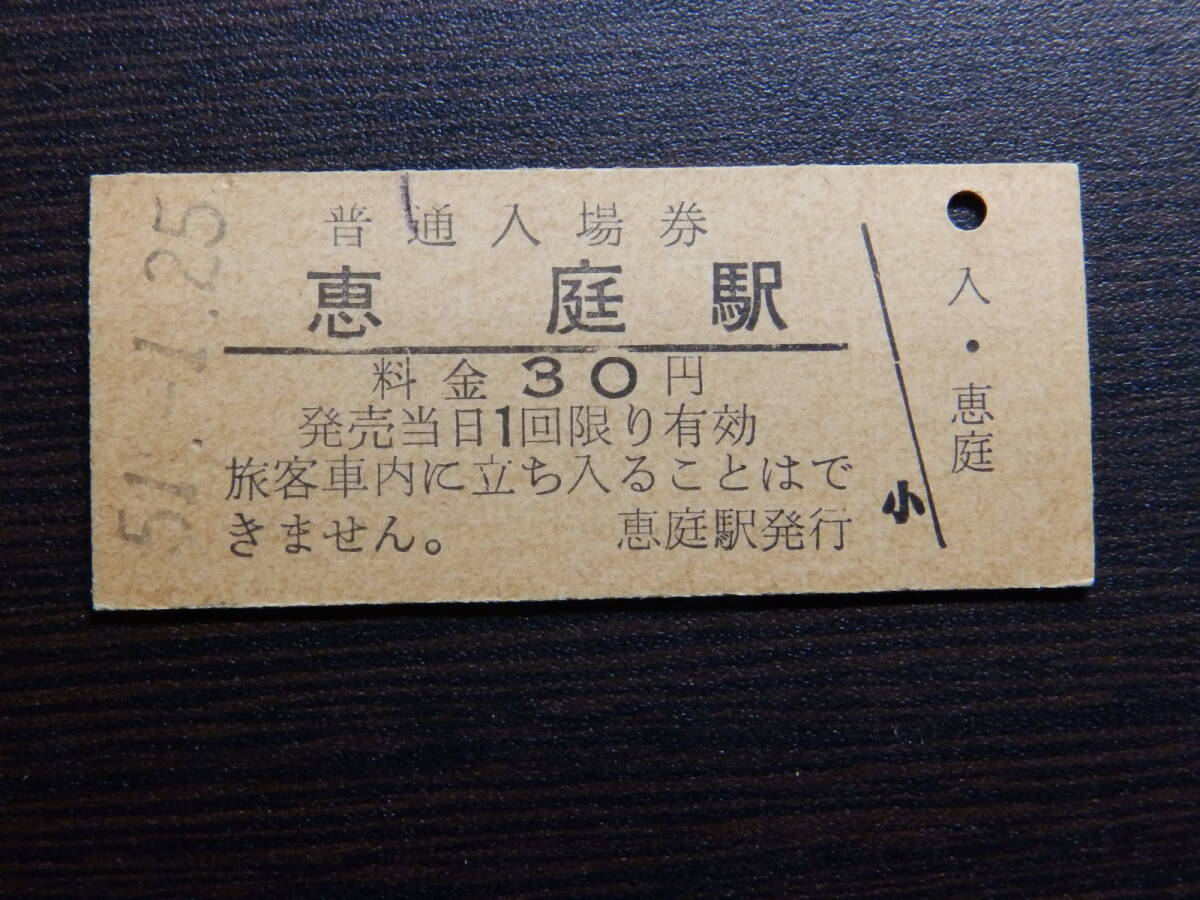 51.-1.25
普通入場券
恵庭駅
料金30円
発売当日1回限り有効
旅客車内に立ち入ることはで
きません。 恵庭駅発行
小
入・恵庭